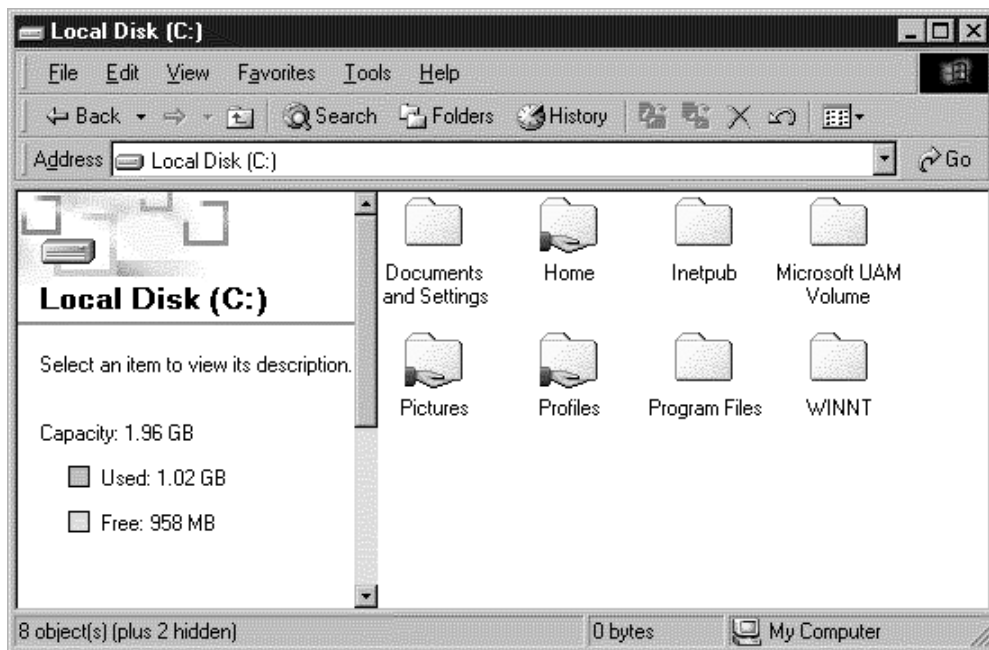 Local Disk (C:)
File Edit View Favorites Tools Help
Back Search Folders History
Address Local Disk (C:) Go
Local Disk (C:)
Select an item to view its description.
Capacity: 1.96 GB
Used: 1.02 GB
Free: 958 MB
Documents
and Settings
Home
Inetpub
Microsoft UAM
Volume
Pictures
Profiles
Program Files
WINNT
8 object(s) (plus 2 hidden) 0 bytes My Computer